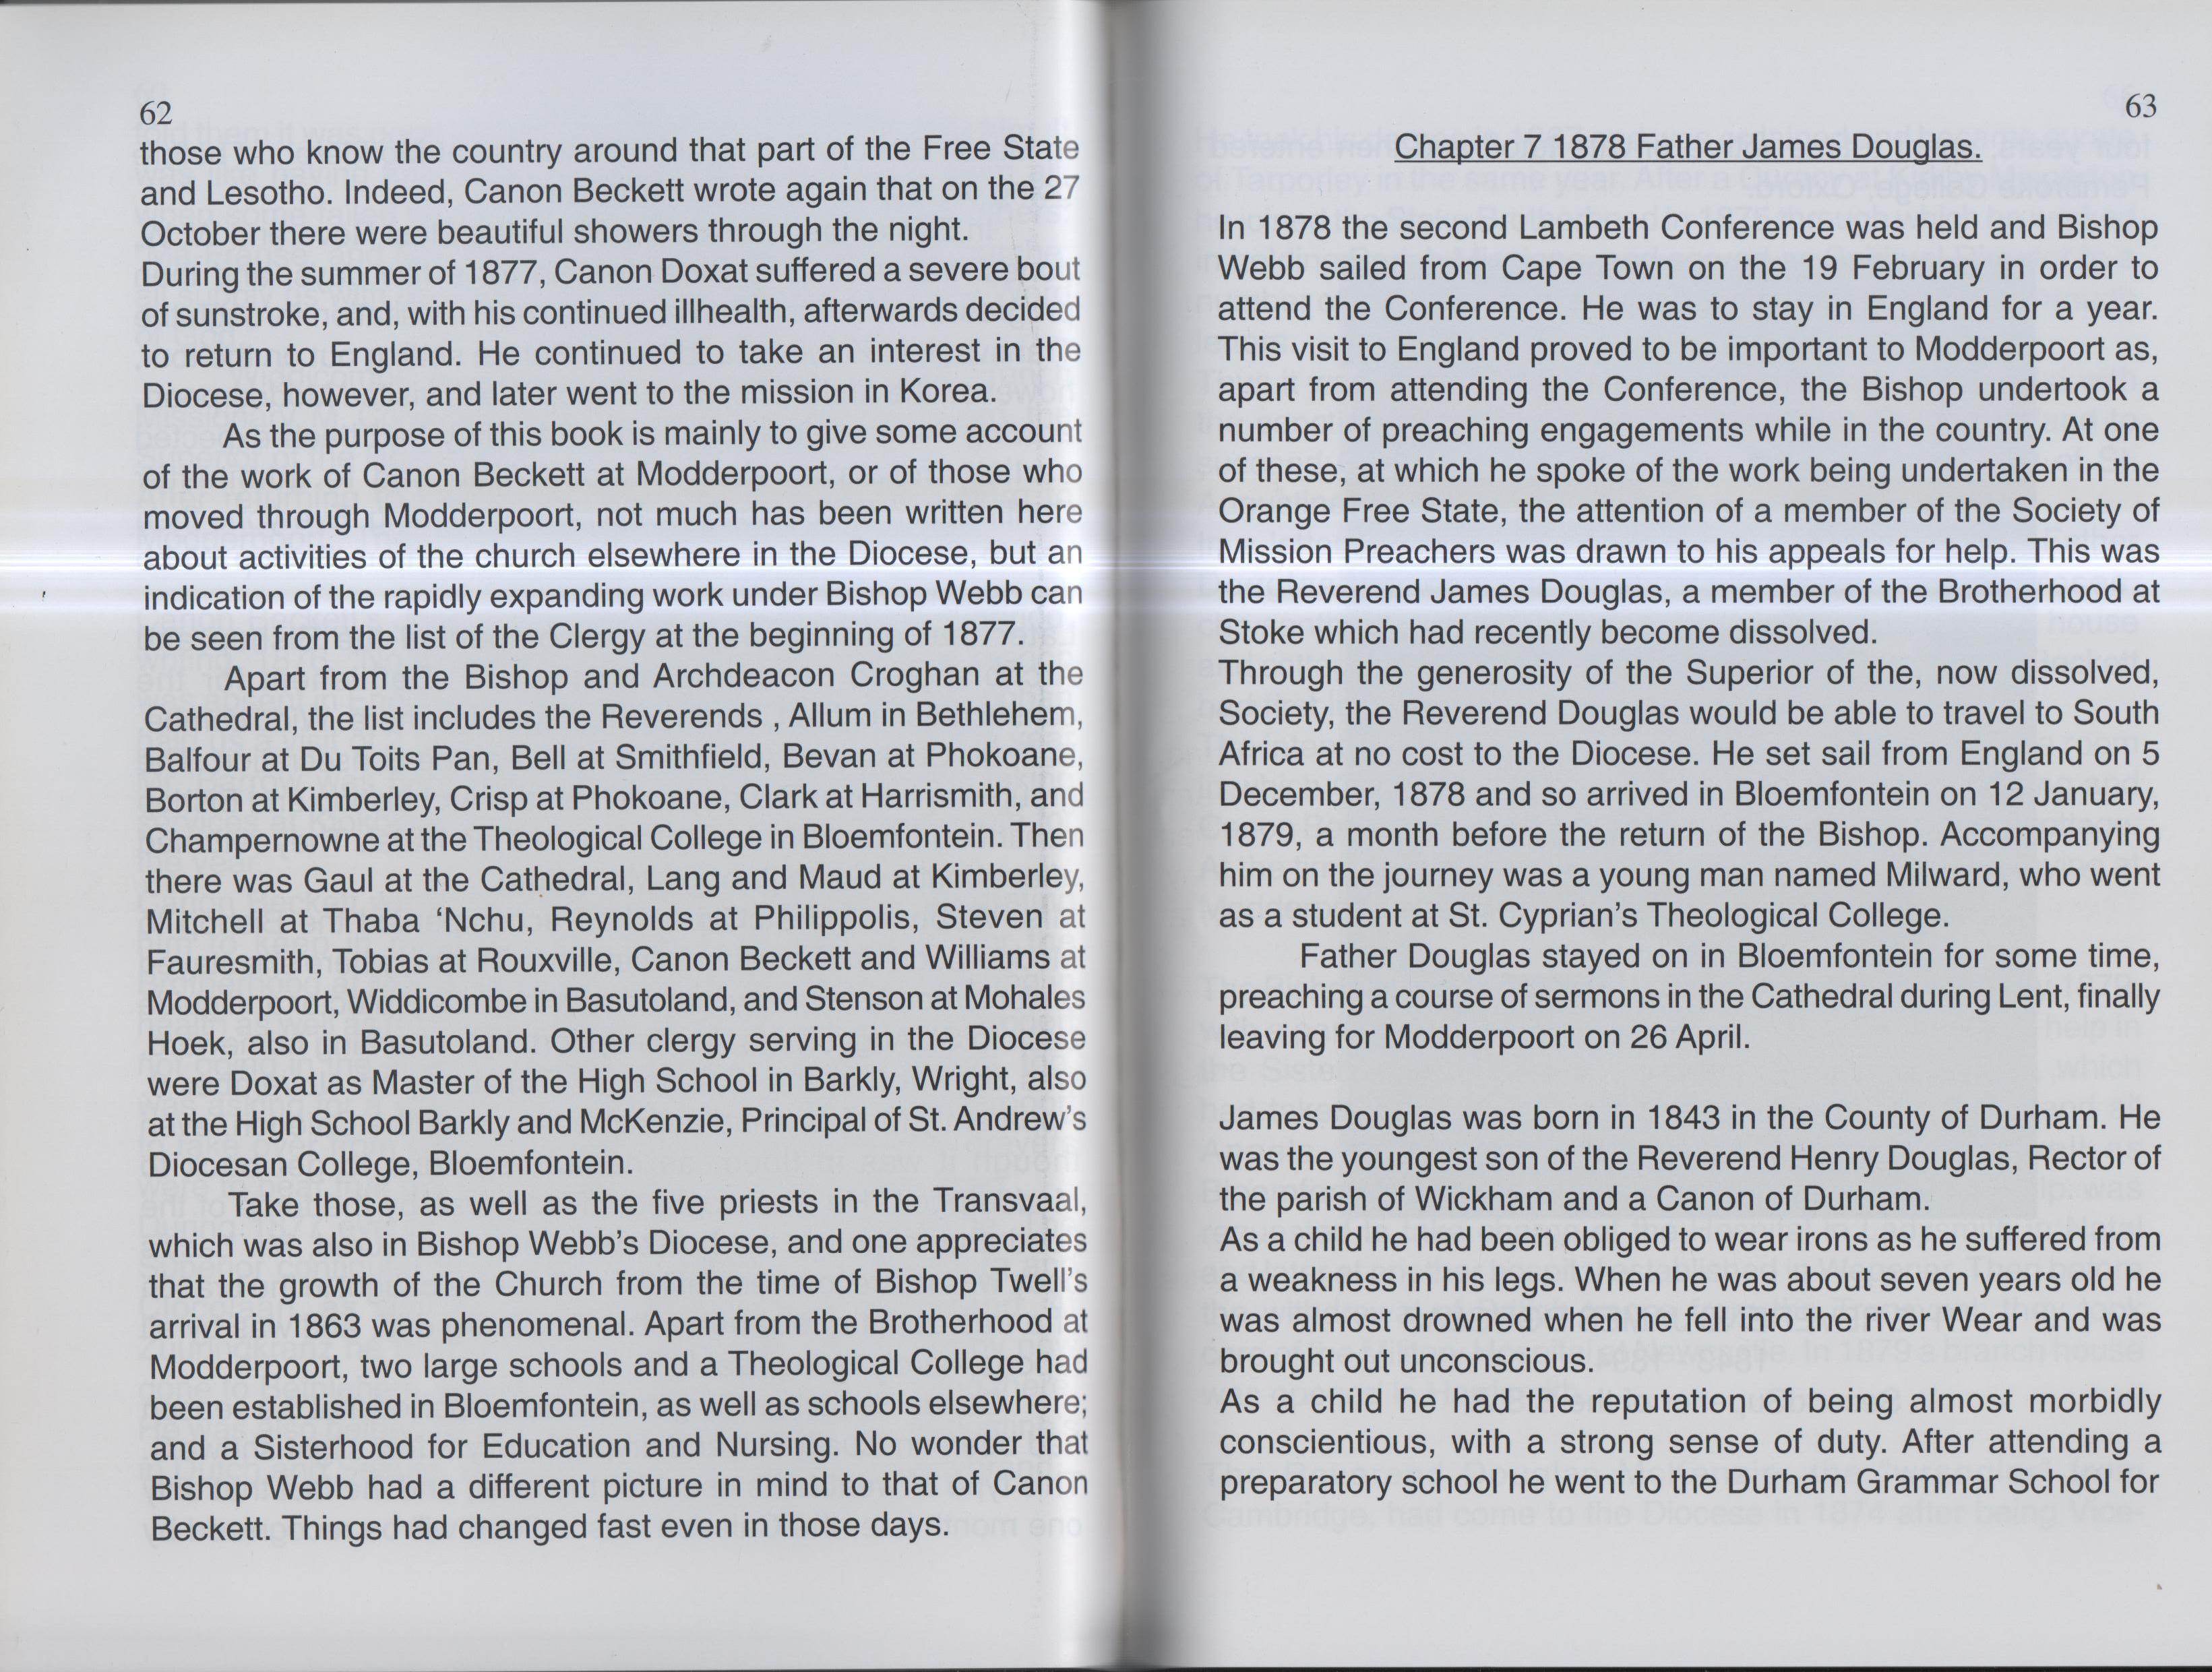 62
those who know the country around that part of the Free State
and Lesotho. Indeed, Canon Beckett wrote again that on the 27
October there were beautiful showers through the night.
During the summer of 1877, Canon Doxat suffered a severe bout
of sunstroke, and, with his continued illhealth, afterwards decided
to return to England. He continued to take an interest in the
Diocese, however, and later went to the mission in Korea.
As the purpose of this book is mainly to give some account
of the work of Canon Beckett at Modderpoort, or of those who
moved through Modderpoort, not much has been written here
about activities of the church elsewhere in the Diocese, but an
indication of the rapidly expanding work under Bishop Webb can
be seen from the list of the Clergy at the beginning of 1877.
Apart from the Bishop and Archdeacon Croghan at the
Cathedral, the list includes the Reverends , Allum in Bethlehem,
Balfour at Du Toits Pan, Bell at Smithfield, Bevan at Phokoane,
Borton at Kimberley, Crisp at Phokoane, Clark at Harrismith, and
Champernowne at the Theological College in Bloemfontein. Then
there was Gaul at the Cathedral, Lang and Maud at Kimberley,
Mitchell at Thaba ‘Nchu, Reynolds at Philippolis, Steven at
Fauresmith, Tobias at Rouxville, Canon Beckett and Williams at
Modderpoort, Widdicombe in Basutoland, and Stenson at Mohales
Hoek, also in Basutoland. Other clergy serving in the Diocese
were Doxat as Master of the High School in Barkly, Wright, also
at the High School Barkly and McKenzie, Principal of St. Andrew’s
Diocesan College, Bloemfontein.
Take those, as well as the five priests in the Transvaal,
which was also in Bishop Webb’s Diocese, and one appreciates
that the growth of the Church from the time of Bishop Twell’s
arrival in 1863 was phenomenal. Apart from the Brotherhood at
Modderpoort, two large schools and a Theological College had
been established in Bloemfontein, as well as schools elsewhere;
and a Sisterhood for Education and Nursing. No wonder that
Bishop Webb had a different picture in mind to that of Canon
Beckett. Things had changed fast even in those days.
63
Chapter 7 1878 Father James Douglas.
In 1878 the second Lambeth Conference was held and Bishop
Webb sailed from Cape Town on the 19 February in order to
attend the Conference. He was to stay in England for a year.
This visit to England proved to be important to Modderpoort as,
apart from attending the Conference, the Bishop undertook a
number of preaching engagements while in the country. At one
of these, at which he spoke of the work being undertaken in the
Orange Free State, the attention of a member of the Society of
Mission Preachers was drawn to his appeals for help. This was
the Reverend James Douglas, a member of the Brotherhood at
Stoke which had recently become dissolved.
Through the generosity of the Superior of the, now dissolved,
Society, the Reverend Douglas would be able to travel to South
Africa at no cost to the Diocese. He set sail from England on 5
December, 1878 and so arrived in Bloemfontein on 12 January,
1879, a month before the return of the Bishop. Accompanying
him on the journey was a young man named Milward, who went
as a student at St. Cyprian’s Theological College.
Father Douglas stayed on in Bloemfontein for some time,
preaching a course of sermons in the Cathedral during Lent, finally
leaving for Modderpoort on 26 April.
James Douglas was born in 1843 in the County of Durham. He
was the youngest son of the Reverend Henry Douglas, Rector of
the parish of Wickham and a Canon of Durham.
As a child he had been obliged to wear irons as he suffered from
a weakness in his legs. When he was about seven years old he
was almost drowned when he fell into the river Wear and was
brought out unconscious.
As a child he had the reputation of being almost morbidly
conscientious, with a strong sense of duty. After attending a
preparatory school he went to the Durham Grammar School for